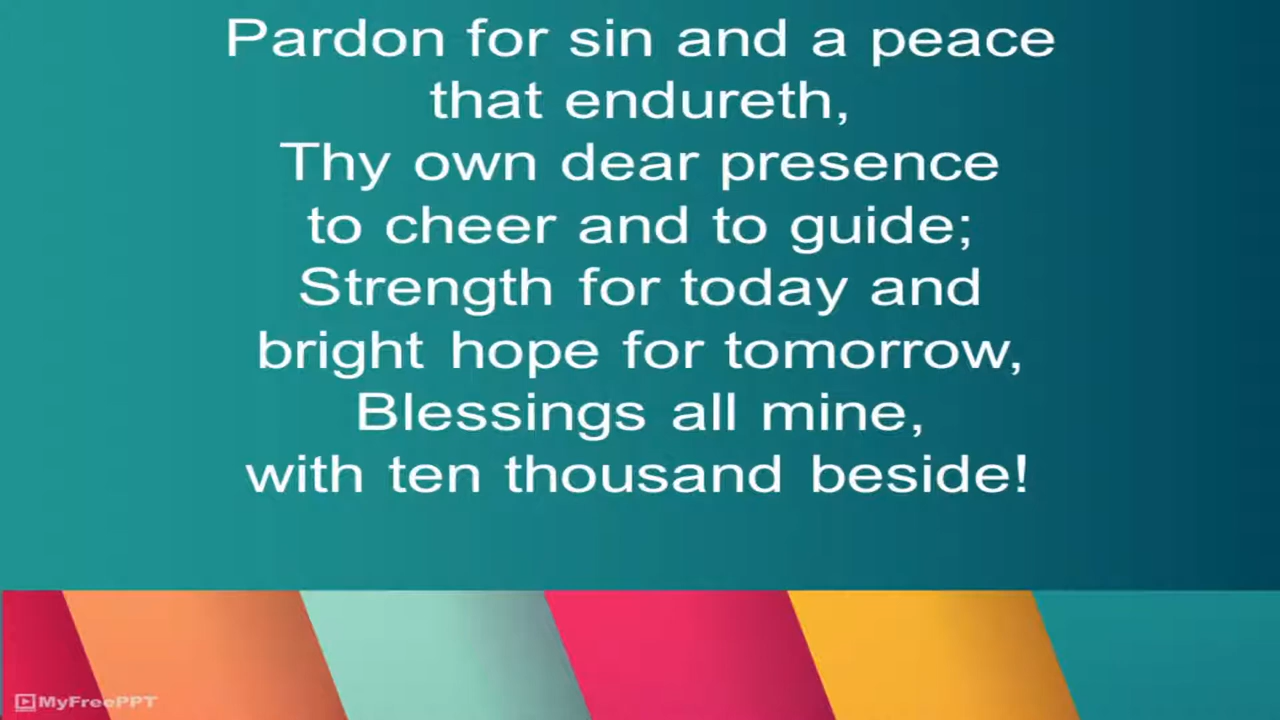 Pardon for sin and a peace
that endureth,
Thy own dear presence
to cheer and to guide;
Strength for today and
bright hope for tomorrow,
Blessings all mine,
with ten thousand beside!
MyFreePPT